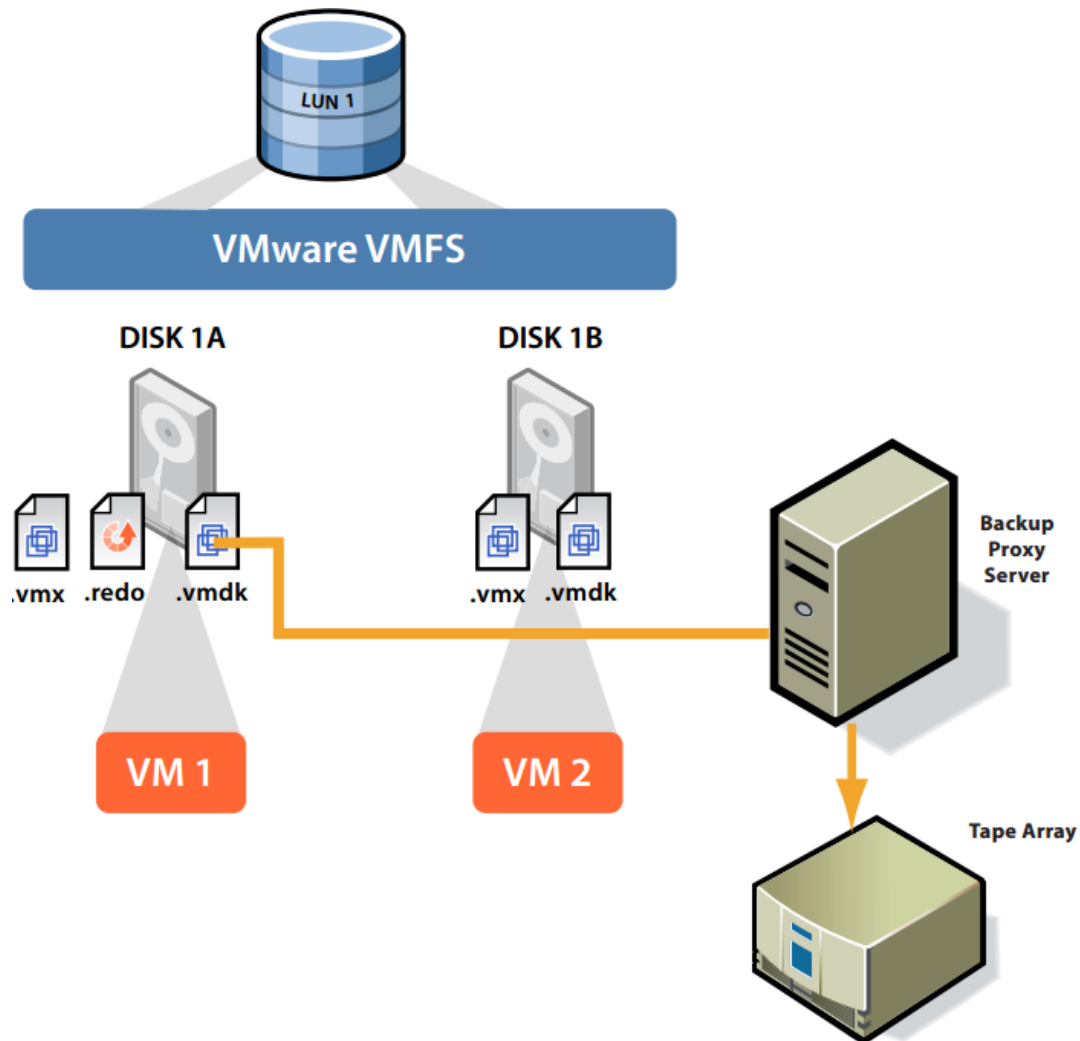 LUN 1
VMware VMFS
DISK 1A
DISK 1B
.vmx
.redo
.vmdk
.vmx
.vmdk
Backup
Proxy
Server
VM 1
VM 2
Tape Array